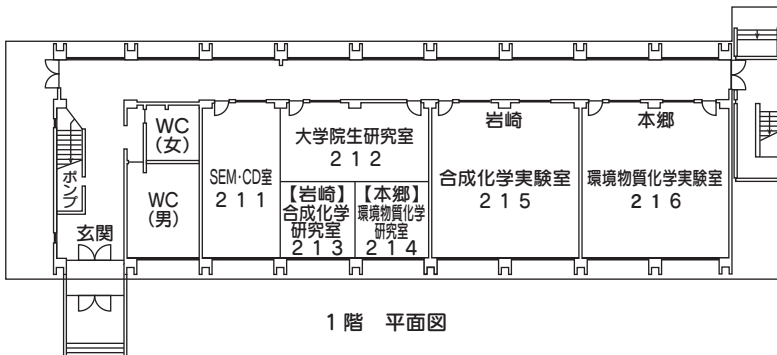 WC
(女)
WC
(男)
ポンプ
玄関
SEM･CD室
211
大学院生研究室
212
【岩崎】
合成化学
研究室
213
【本郷】
環境物質化学
研究室
214
岩崎
合成化学実験室
215
本郷
環境物質化学実験室
216
1階 平面図